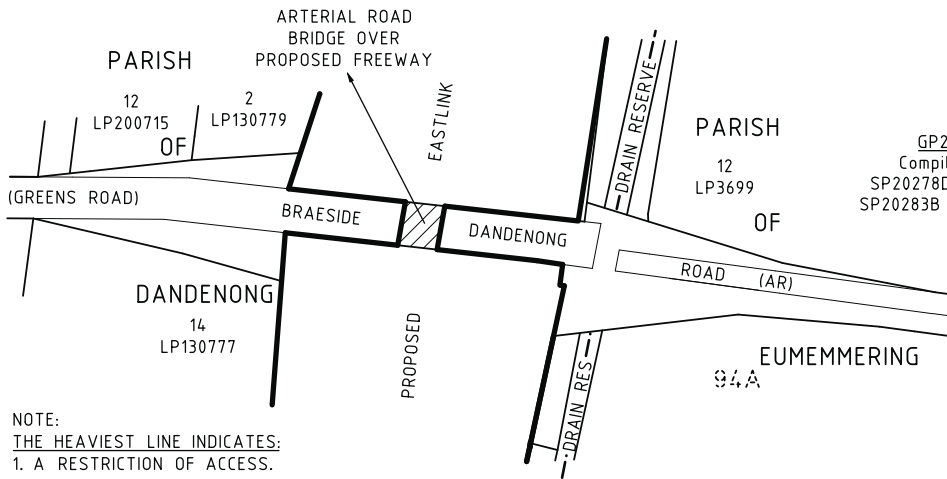 ARTERIAL ROAD
BRIDGE OVER
PROPOSED FREEWAY
PARISH
12
LP200715
2
LP130779
OF
EASTLINK
DRAIN RESERVE
PARISH
12
LP3699
OF
GP2
Compil
SP20278D
SP20283B
(GREENS ROAD)
BRAESIDE
DANDENONG
ROAD (AR)
DANDENONG
14
LP130777
PROPOSED
DRAIN RES
EUMEMMERING
94A
NOTE:
THE HEAVIEST LINE INDICATES:
1. A RESTRICTION OF ACCESS.